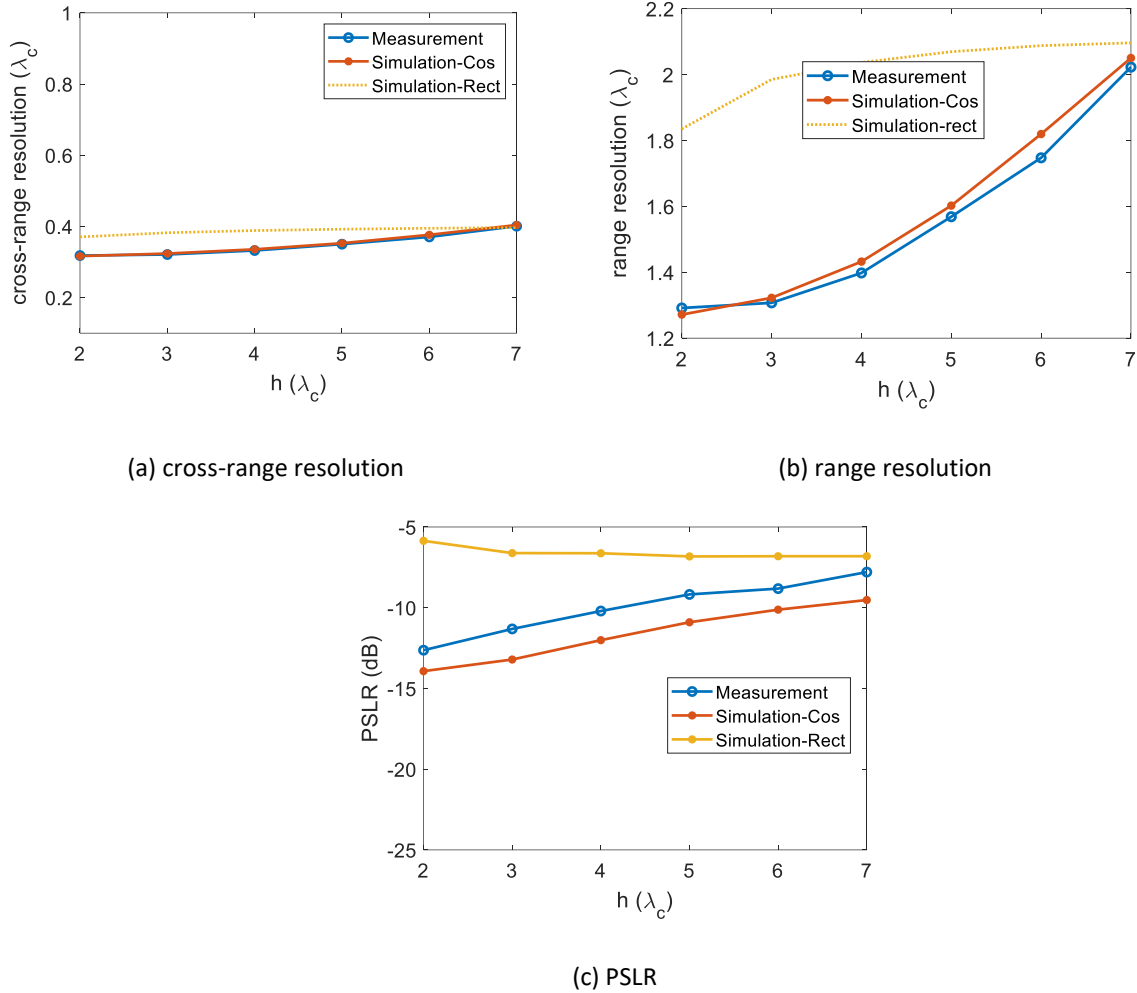 1
0.8
0.6
0.4
0.2
cross-range resolution (λc)
Measurement
Simulation-Cos
Simulation-Rect
2 3 4 5 6 7
h (λc)
(a) cross-range resolution
2.2
2
1.8
1.6
1.4
1.2
range resolution (λc)
Measurement
Simulation-Cos
Simulation-rect
2 3 4 5 6 7
h (λc)
(b) range resolution
-5
-10
-15
-20
-25
PSLR (dB)
Measurement
Simulation-Cos
Simulation-Rect
2 3 4 5 6 7
h (λc)
(c) PSLR